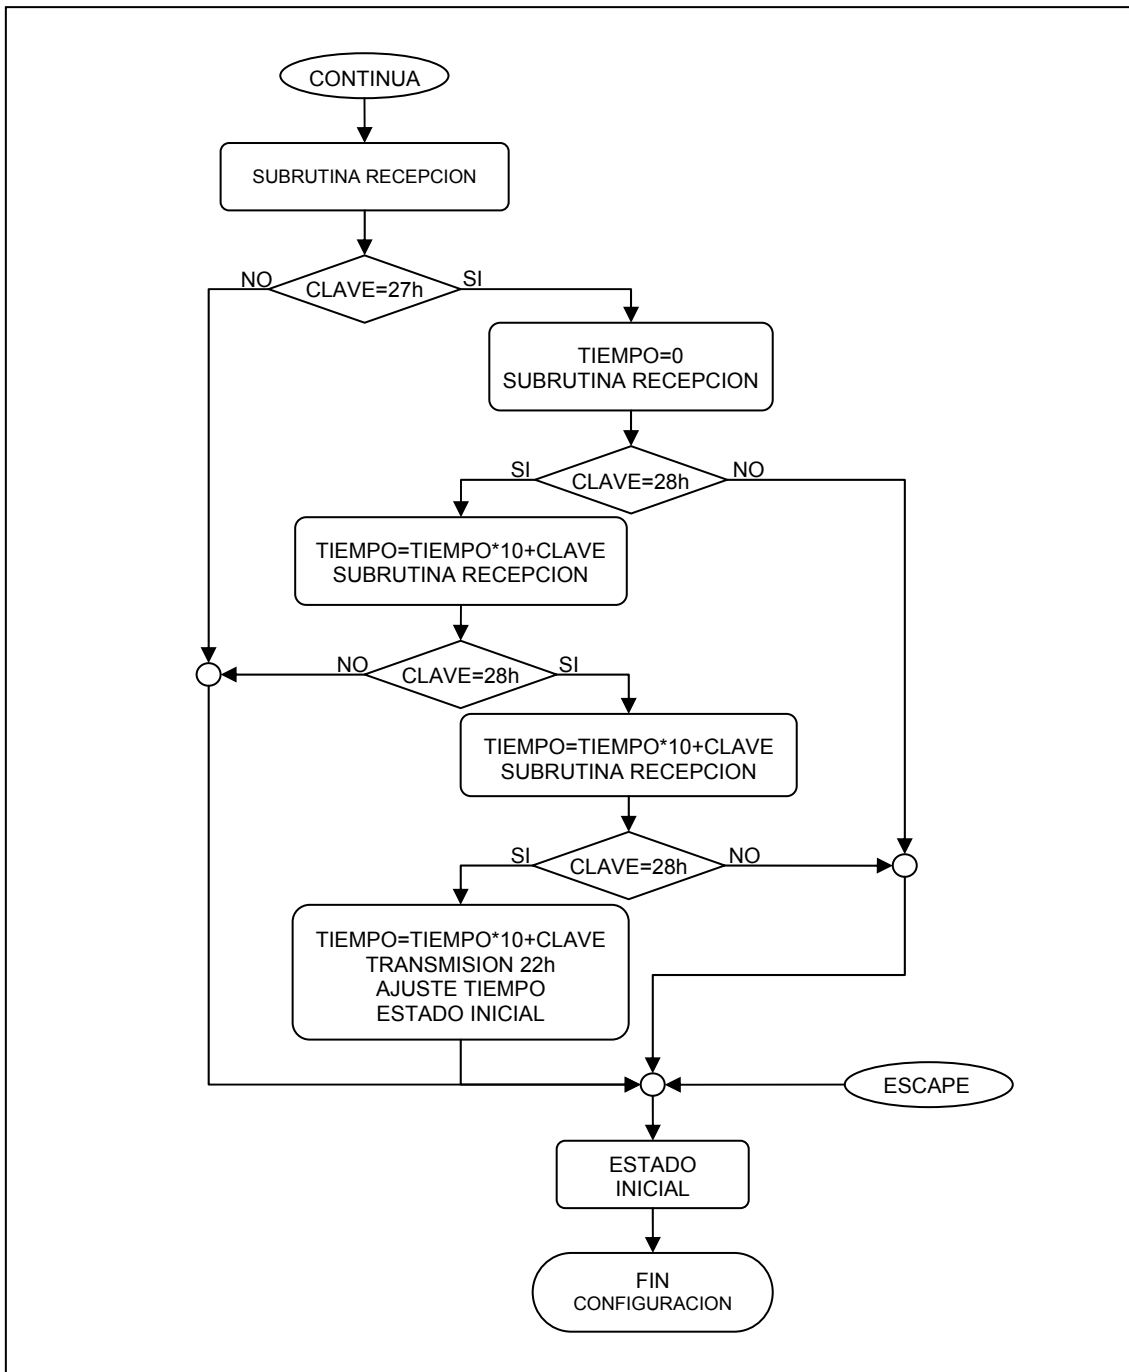 CONTINUA
SUBRUTINA RECEPCION
NO
SI
CLAVE=27h
TIEMPO=0
SUBRUTINA RECEPCION
SI
NO
CLAVE=28h
TIEMPO=TIEMPO*10+CLAVE
SUBRUTINA RECEPCION
NO
SI
CLAVE=28h
TIEMPO=TIEMPO*10+CLAVE
SUBRUTINA RECEPCION
SI
NO
CLAVE=28h
TIEMPO=TIEMPO*10+CLAVE
TRANSMISION 22h
AJUSTE TIEMPO
ESTADO INICIAL
ESCAPE
ESTADO
INICIAL
FIN
CONFIGURACION